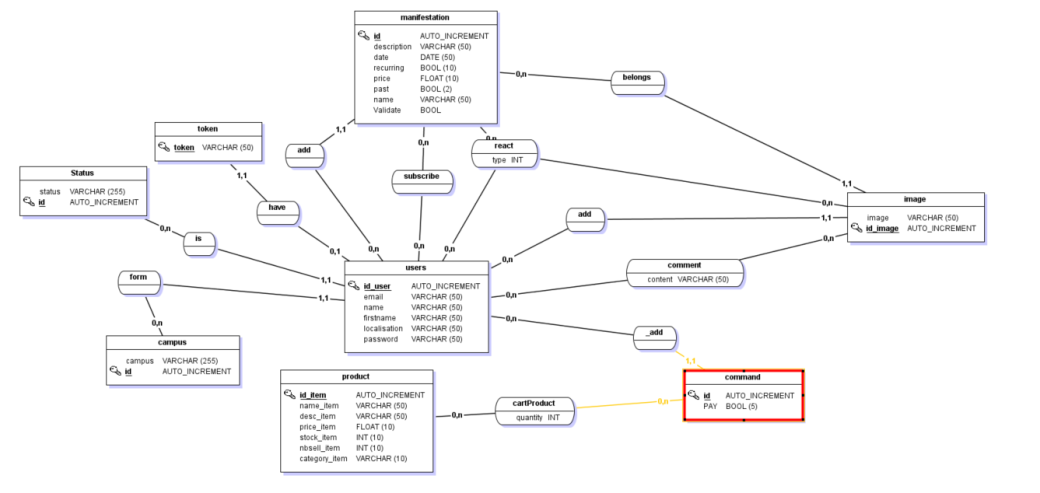 manifestation
id AUTO_INCREMENT
description VARCHAR (50)
date DATE (50)
recurring BOOL (10)
price FLOAT (10)
past BOOL (2)
name VARCHAR (50)
Validate BOOL
0,n
belongs
1,1
token
token VARCHAR (50)
1,1
add
0,n
subscribe
0,n
react
type INT
Status
status VARCHAR (255)
id AUTO_INCREMENT
1,1
have
0,n
is
0,1
0,n
0,n
0,n
add
0,n
1,1
1,1
0,n
image
image VARCHAR (50)
id_image AUTO_INCREMENT
0,n
form
1,1
1,1
0,n
users
id_user AUTO_INCREMENT
email VARCHAR (50)
name VARCHAR (50)
firstname VARCHAR (50)
localisation VARCHAR (50)
password VARCHAR (50)
0,n
comment
content VARCHAR (50)
0,n
0,n
_add
1,1
campus
campus VARCHAR (255)
id AUTO_INCREMENT
product
id_item AUTO_INCREMENT
name_item VARCHAR (50)
desc_item VARCHAR (50)
price_item FLOAT (10)
stock_item INT (10)
nbsell_item INT (10)
category_item VARCHAR (10)
0,n
cartProduct
quantity INT
0,n
command
id AUTO_INCREMENT
PAY BOOL (5)